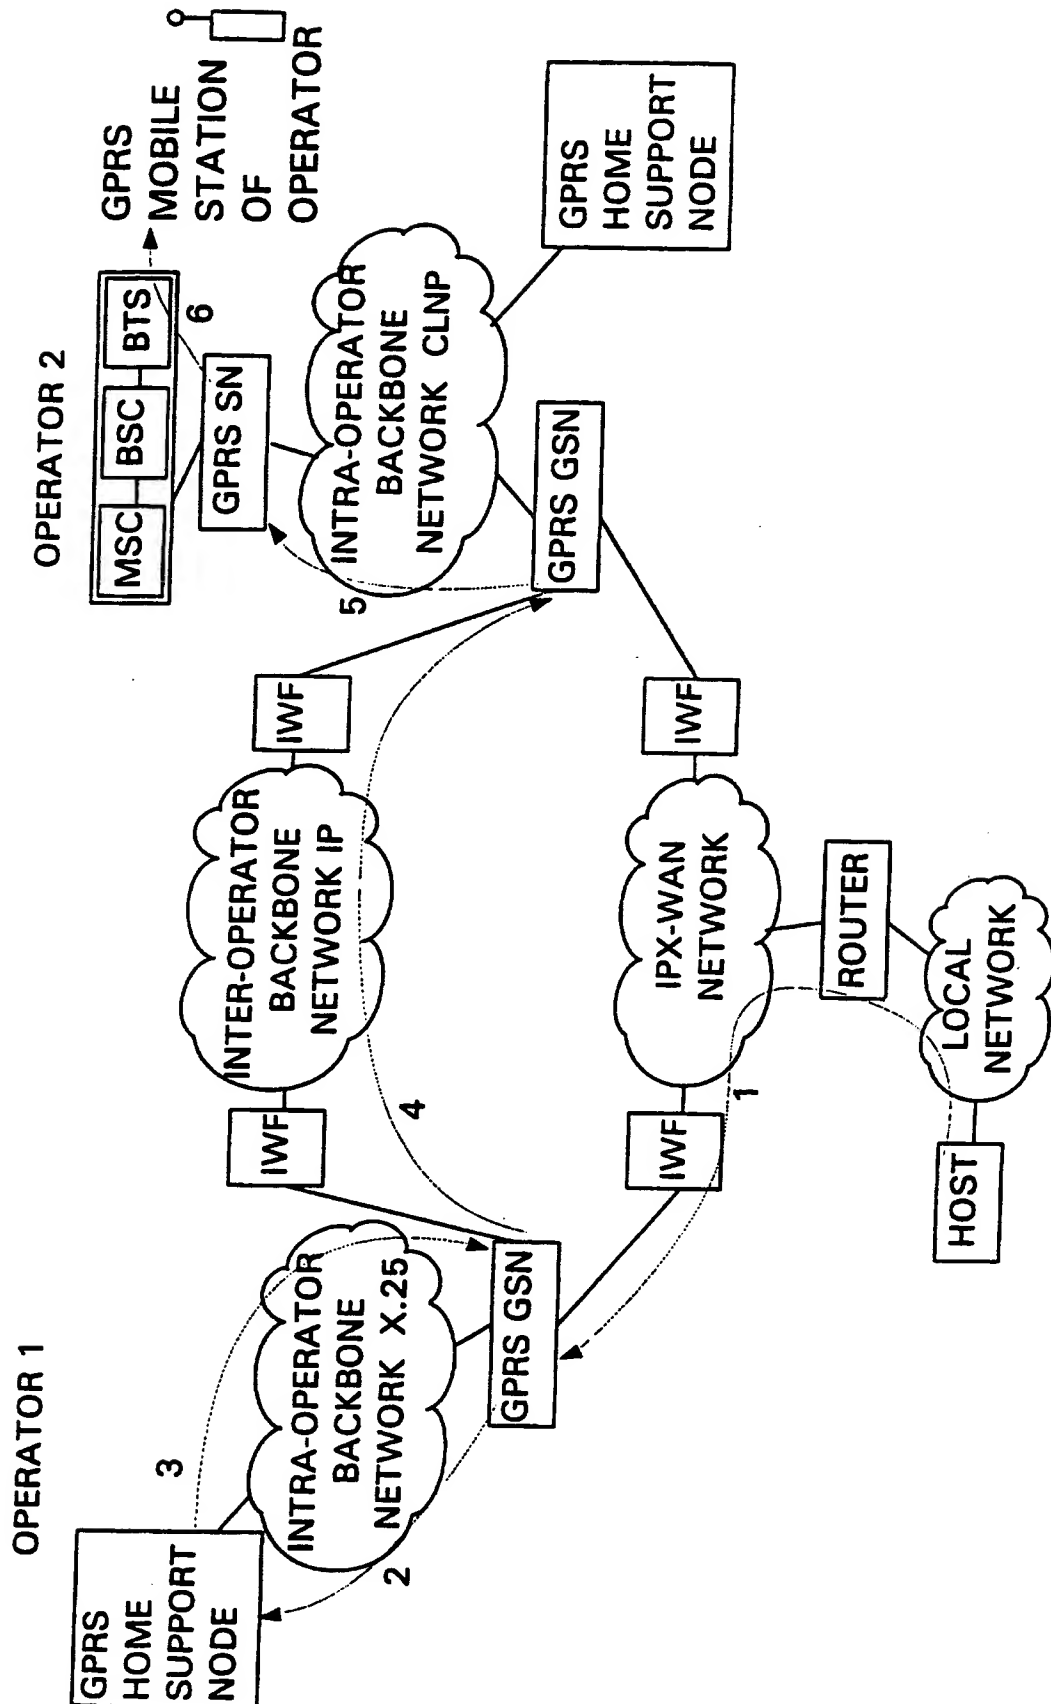 OPERATOR 1
OPERATOR 2
GPRS
HOME
SUPPORT
NODE
3
2
INTRA-OPERATOR
BACKBONE
NETWORK X.25
GPRS GSN
IWF
INTER-OPERATOR
BACKBONE
NETWORK IP
IWF
4
5
MSC
BSC
BTS
6
GPRS SN
GPRS
MOBILE
STATION
OF
OPERATOR
INTRA-OPERATOR
BACKBONE
NETWORK CLNP
GPRS GSN
GPRS
HOME
SUPPORT
NODE
IWF
1
IPX-WAN
NETWORK
IWF
ROUTER
LOCAL
NETWORK
HOST